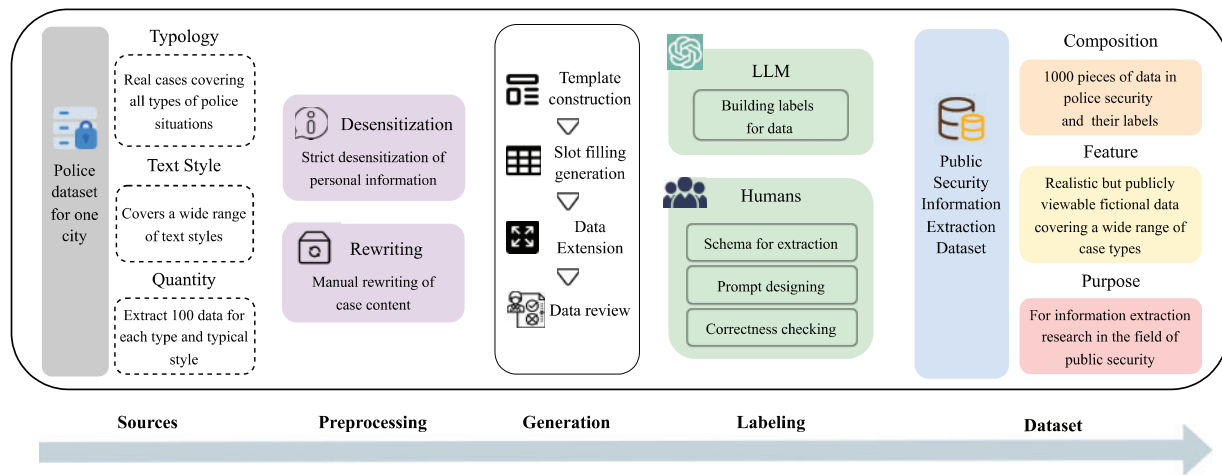 Police
dataset
for one
city
Typology
Real cases covering
all types of police
situations
Text Style
Covers a wide range
of text styles
Quantity
Extract 100 data for
each type and typical
style
Desensitization
Strict desensitization of
personal information
Rewriting
Manual rewriting of
case content
Template
construction
Slot filling
generation
Data
Extension
Data review
LLM
Building labels
for data
Humans
Schema for extraction
Prompt designing
Correctness checking
Public
Security
Information
Extraction
Dataset
Composition
1000 pieces of data in
police security
and their labels
Feature
Realistic but publicly
viewable fictional data
covering a wide range of
case types
Purpose
For information extraction
research in the field of
public security
Sources
Preprocessing
Generation
Labeling
Dataset